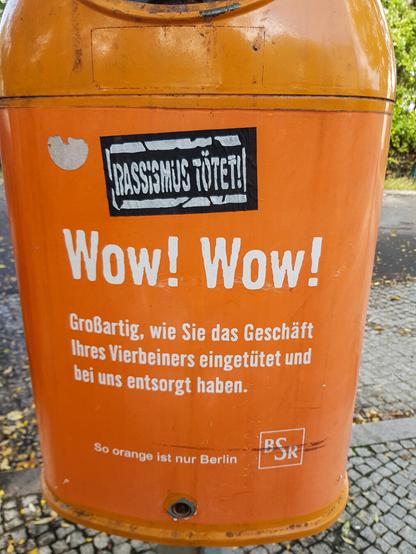 RASSISMUS TÖTET!
Wow! Wow!
Großartig, wie Sie das Geschäft
Ihres Vierbeiners eingetütet und
bei uns entsorgt haben.
So orange ist nur Berlin
BSR